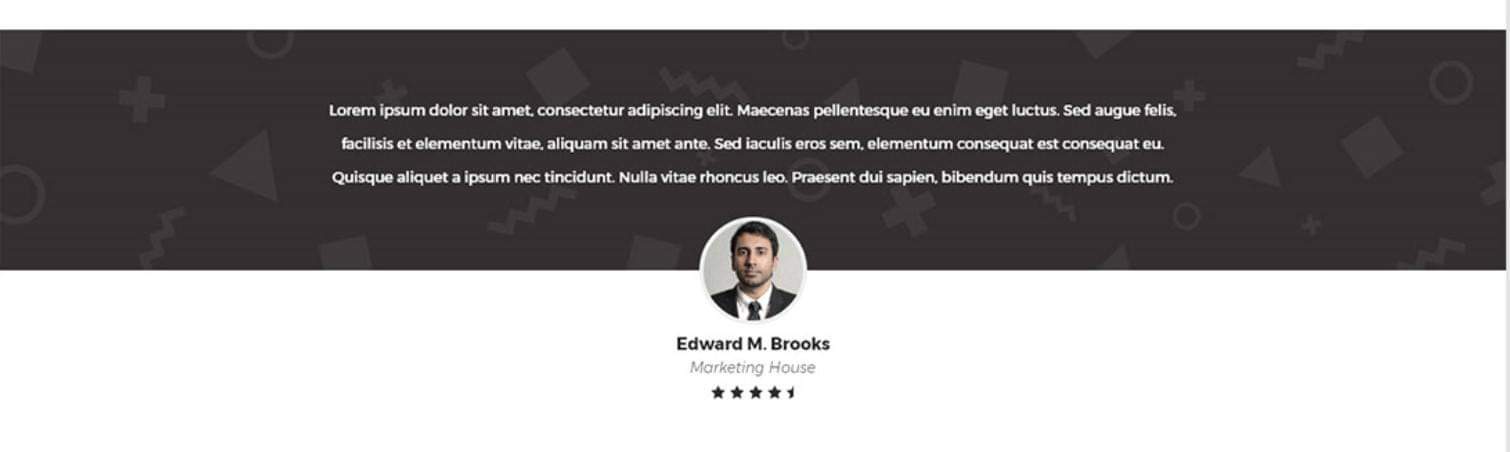 Lorem ipsum dolor sit amet, consectetur adipiscing elit. Maecenas pellentesque eu enim eget luctus. Sed augue felis,
facilisis et elementum vitae, aliquam sit amet ante. Sed iaculis eros sem, elementum consequat est consequat eu.
Quisque aliquet a ipsum nec tincidunt. Nulla vitae rhoncus leo. Praesent dui sapien, bibendum quis tempus dictum.
Edward M. Brooks
Marketing House